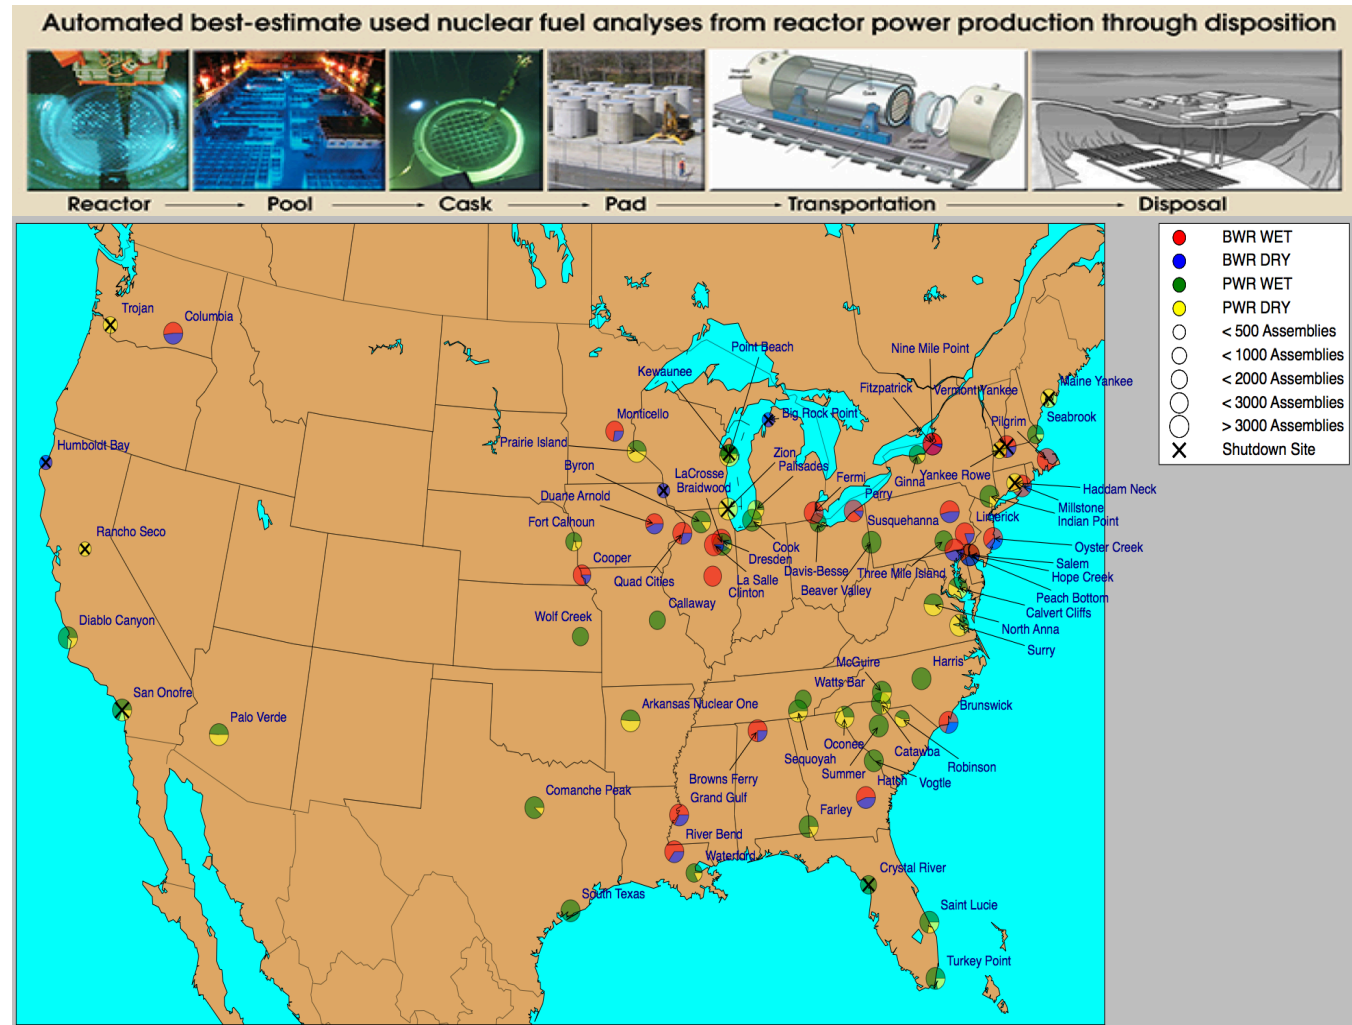 Automated best-estimate used nuclear fuel analyses from reactor power production through disposition
Impact
Cask
Reactor
Pool
Cask
Pad
Transportation
Disposal
BWR WET
BWR DRY
PWR WET
PWR DRY
< 500 Assemblies
< 1000 Assemblies
< 2000 Assemblies
< 3000 Assemblies
> 3000 Assemblies
Shutdown Site
Trojan
Columbia
Point Beach
Nine Mile Point
Kewaunee
Fitzpatrick
Vermont Yankee
Maine Yankee
Monticello
Big Rock Point
Pilgrim
Seabrook
Humboldt Bay
Prairie Island
Byron
Zion
Palisades
LaCrosse
Braidwood
Fermi
Perry
Ginna
Yankee Rowe
Haddam Neck
Duane Arnold
Millstone
Indian Point
Fort Calhoun
Susquehanna
Limerick
Rancho Seco
Oyster Creek
Cooper
Quad Cities
Cook
Dresden
La Salle
Clinton
Davis-Besse
Beaver Valley
Three Mile Island
Salem
Hope Creek
Peach Bottom
Calvert Cliffs
Callaway
Wolf Creek
Diablo Canyon
North Anna
Surry
McGuire
Harris
Watts Bar
San Onofre
Palo Verde
Arkansas Nuclear One
Brunswick
Oconee
Catawba
Sequoyah
Robinson
Summer
Browns Ferry
Hatch
Vogtle
Comanche Peak
Grand Gulf
Farley
River Bend
Waterford
Crystal River
South Texas
Saint Lucie
Turkey Point